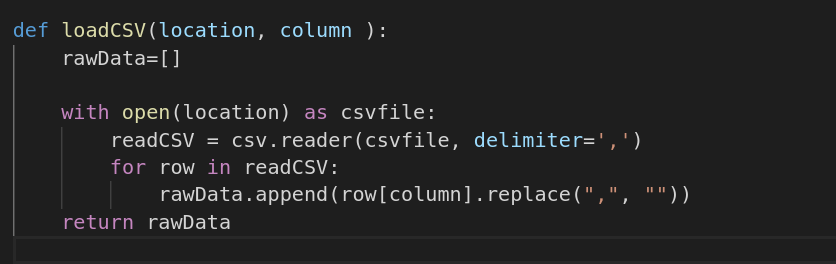 def loadCSV(location, column ):
    rawData=[]

    with open(location) as csvfile:
        readCSV = csv.reader(csvfile, delimiter=',')
        for row in readCSV:
            rawData.append(row[column].replace(",", ""))
    return rawData